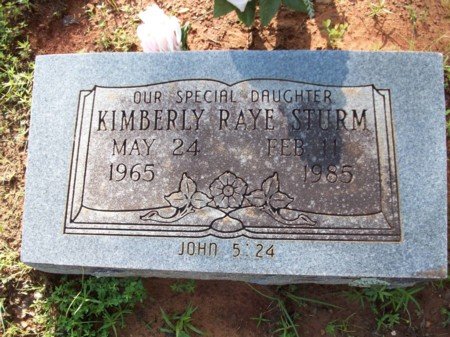 OUR SPECIAL DAUGHTER
KIMBERLY RAYE STURM
MAY 24 FEB 11
1965 1985
JOHN 5:24